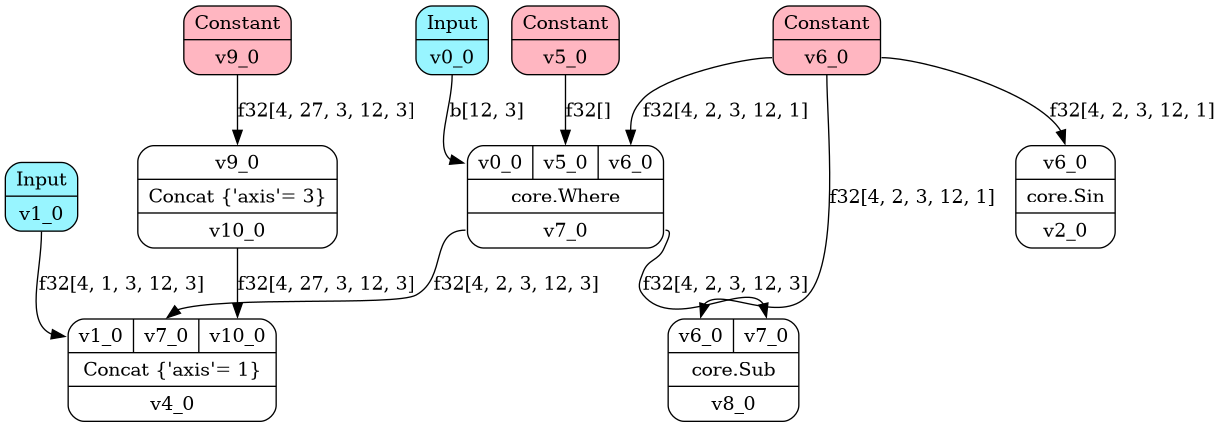 Constant
v9_0
Input
v0_0
Constant
v5_0
Constant
v6_0
f32[4, 27, 3, 12, 3]
b[12, 3]
f32[]
f32[4, 2, 3, 12, 1]
f32[4, 2, 3, 12, 1]
Input
v1_0
v9_0
Concat {'axis'= 3}
v10_0
v0_0 v5_0 v6_0
core.Where
v7_0
f32[4, 2, 3, 12, 1]
v6_0
core.Sin
v2_0
f32[4, 1, 3, 12, 3]
f32[4, 27, 3, 12, 3]
f32[4, 2, 3, 12, 3]
f32[4, 2, 3, 12, 3]
v1_0 v7_0 v10_0
Concat {'axis'= 1}
v4_0
v6_0 v7_0
core.Sub
v8_0